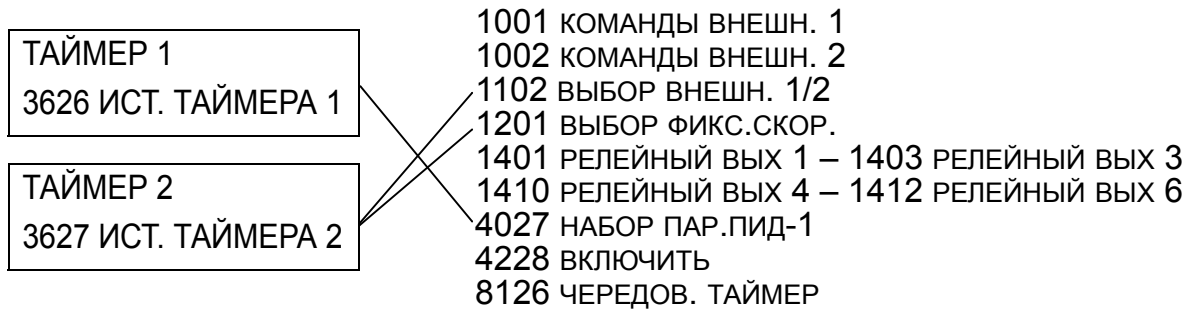 ТАЙМЕР 1
3626 ИСТ. ТАЙМЕРА 1
ТАЙМЕР 2
3627 ИСТ. ТАЙМЕРА 2
1001 КОМАНДЫ ВНЕШН. 1
1002 КОМАНДЫ ВНЕШН. 2
1102 ВЫБОР ВНЕШН. 1/2
1201 ВЫБОР ФИКС.СКОР.
1401 РЕЛЕЙНЫЙ ВЫХ 1 – 1403 РЕЛЕЙНЫЙ ВЫХ 3
1410 РЕЛЕЙНЫЙ ВЫХ 4 – 1412 РЕЛЕЙНЫЙ ВЫХ 6
4027 НАБОР ПАР.ПИД-1
4228 ВКЛЮЧИТЬ
8126 ЧЕРЕДОВ. ТАЙМЕР